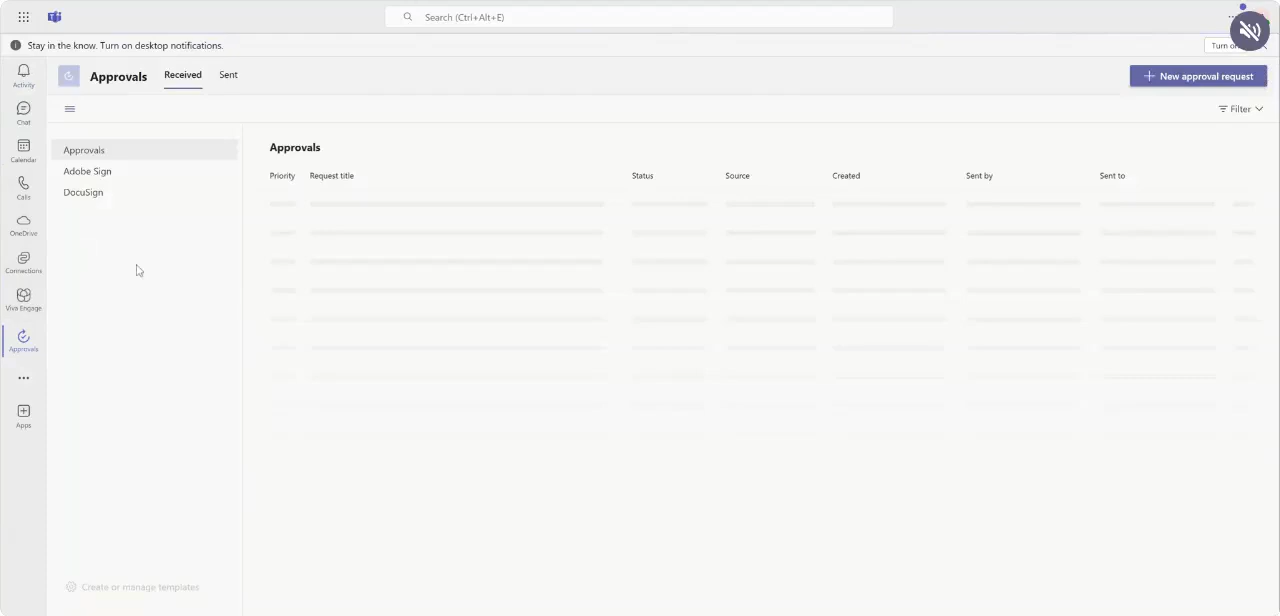 Search (Ctrl+Alt+E)
Stay in the know. Turn on desktop notifications.
Turn
Activity
Chat
Calendar
Calls
OneDrive
Connections
Viva Engage
Approvals
Apps
Approvals
Received
Sent
New approval request
Filter
Approvals
Adobe Sign
DocuSign
Create or manage templates
Approvals
Priority Request title Status Source Created Sent by Sent to